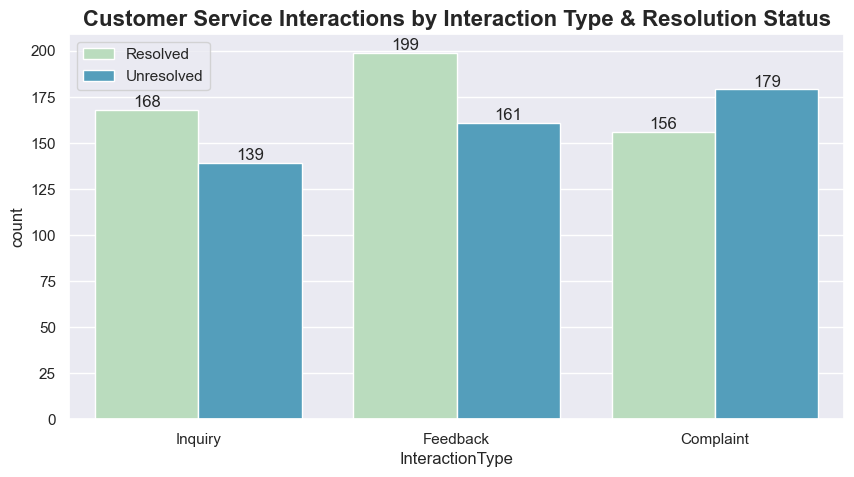 Customer Service Interactions by Interaction Type & Resolution Status
Resolved
Unresolved
200
175
150
125
100
75
50
25
0
count
168
139
199
161
156
179
Inquiry
Feedback
Complaint
InteractionType